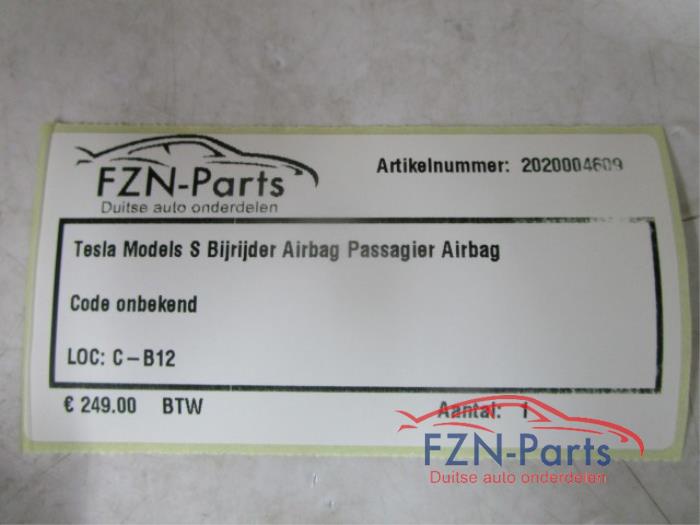 FZN-Parts
Duitse auto onderdelen
Artikelnummer: 2020004609
Tesla Models S Bijrijder Airbag Passagier Airbag
Code onbekend
LOC: C-B12
€ 249.00 BTW
Aantal: 1
FZN-Parts
Duitse auto onderdelen